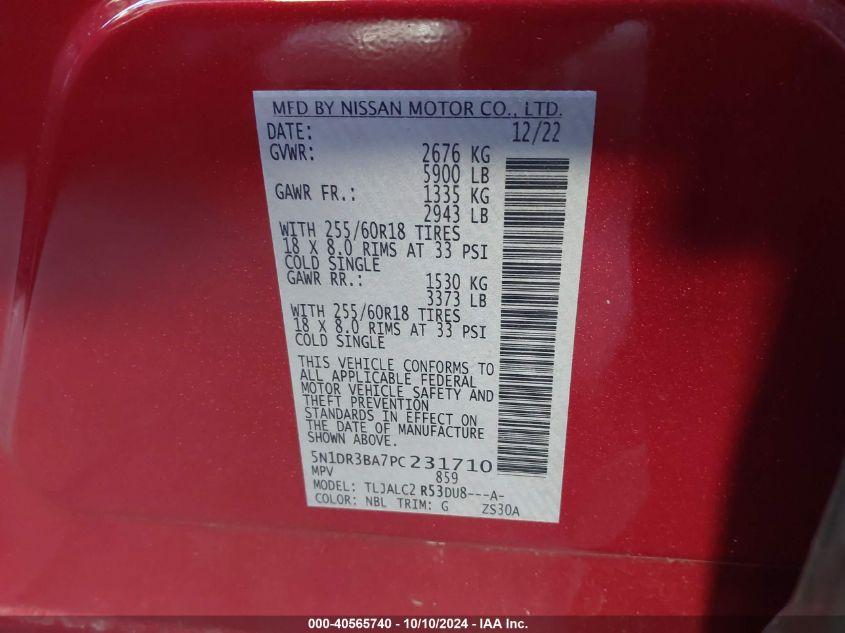 MFD BY NISSAN MOTOR CO., LTD.
DATE: 12/22
GVWR: 2676 KG
5900 LB
GAWR FR.: 1335 KG
2943 LB
WITH 255/60R18 TIRES
18 X 8.0 RIMS AT 33 PSI
COLD SINGLE
GAWR RR.: 1530 KG
3373 LB
WITH 255/60R18 TIRES
18 X 8.0 RIMS AT 33 PSI
COLD SINGLE
THIS VEHICLE CONFORMS TO
ALL APPLICABLE FEDERAL
MOTOR VEHICLE SAFETY AND
THEFT PREVENTION
STANDARDS IN EFFECT ON
THE DATE OF MANUFACTURE
SHOWN ABOVE.
5N1DR3BA7PC231710
MPV 859
MODEL: TLJALC2 R53DU8---A-
COLOR: NBL TRIM: G ZS30A
000-40565740 - 10/10/2024 - IAA Inc.